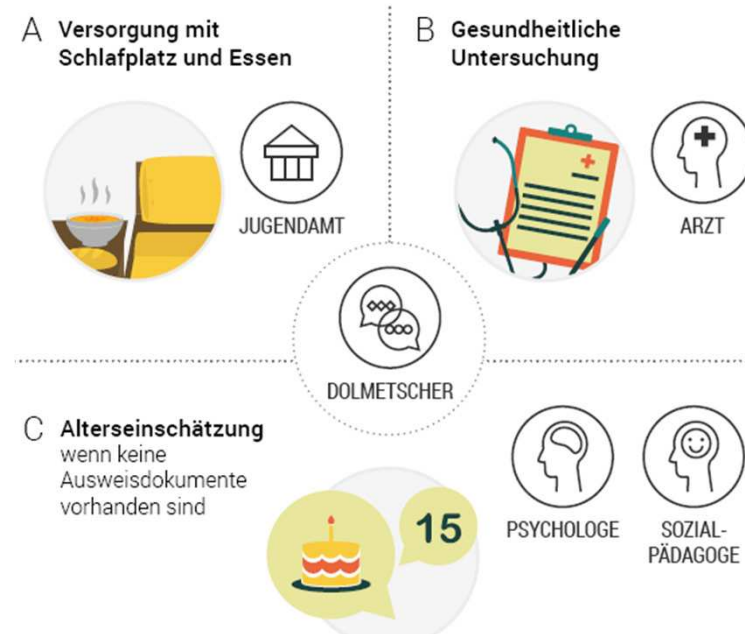 A Versorgung mit
Schlafplatz und Essen
JUGENDAMT
B Gesundheitliche
Untersuchung
ARZT
DOLMETSCHER
C Alterseinschätzung
wenn keine
Ausweisdokumente
vorhanden sind
15
PSYCHOLOGE
SOZIAL-
PÄDAGOGE